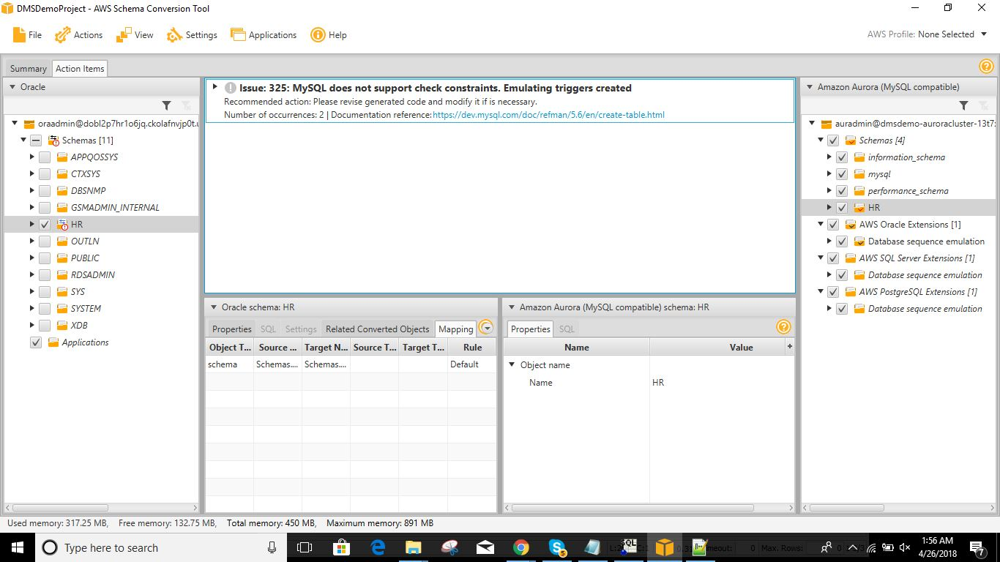 DMSDemoProject - AWS Schema Conversion Tool
File Actions View Settings Applications Help AWS Profile: None Selected
Summary Action Items
Oracle
oraadmin@dobl2p7hr1o6jq.ckolafnvjp0t.u
Schemas [11]
APPQOSSYS
CTXSYS
DBSNMP
GSMADMIN_INTERNAL
HR
OUTLN
PUBLIC
RDSADMIN
SYS
SYSTEM
XDB
Applications
Issue: 325: MySQL does not support check constraints. Emulating triggers created
Recommended action: Please revise generated code and modify it if is necessary.
Number of occurrences: 2 | Documentation reference: https://dev.mysql.com/doc/refman/5.6/en/create-table.html
Oracle schema: HR
Properties SQL Settings Related Converted Objects Mapping
Object T... Source ... Target N... Source T... Target T... Rule
schema Schemas.... Schemas.... Default
Amazon Aurora (MySQL compatible) schema: HR
Properties SQL
Name Value +
Object name
Name HR
Amazon Aurora (MySQL compatible)
auradmin@dmsdemo-auroracluster-13t7:
Schemas [4]
information_schema
mysql
performance_schema
HR
AWS Oracle Extensions [1]
Database sequence emulation
AWS SQL Server Extensions [1]
Database sequence emulation
AWS PostgreSQL Extensions [1]
Database sequence emulation
Used memory: 317.25 MB, Free memory: 132.75 MB, Total memory: 450 MB, Maximum memory: 891 MB
Type here to search
Max. Rows:
1:56 AM
4/26/2018
7